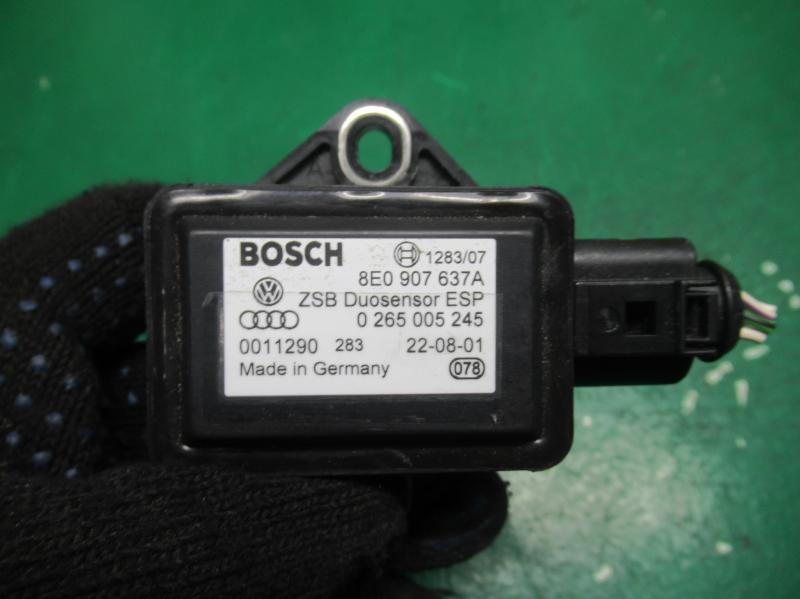 BOSCH 1283/07
8E0 907 637A
ZSB Duosensor ESP
0 265 005 245
0011290 283 22-08-01
Made in Germany 078